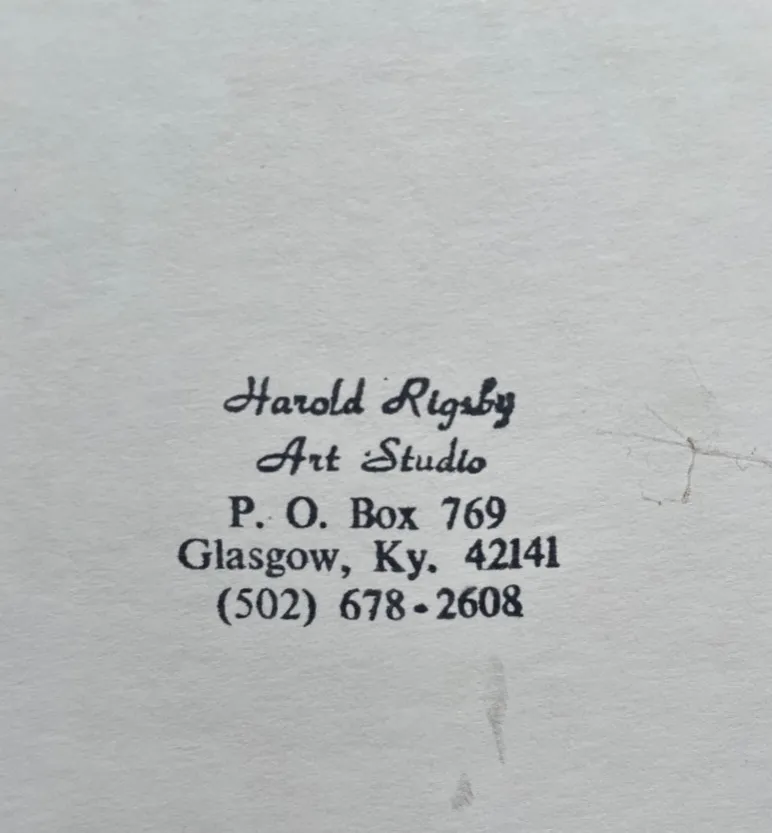 Harold Rigsby
Art Studio
P. O. Box 769
Glasgow, Ky. 42141
(502) 678-2608